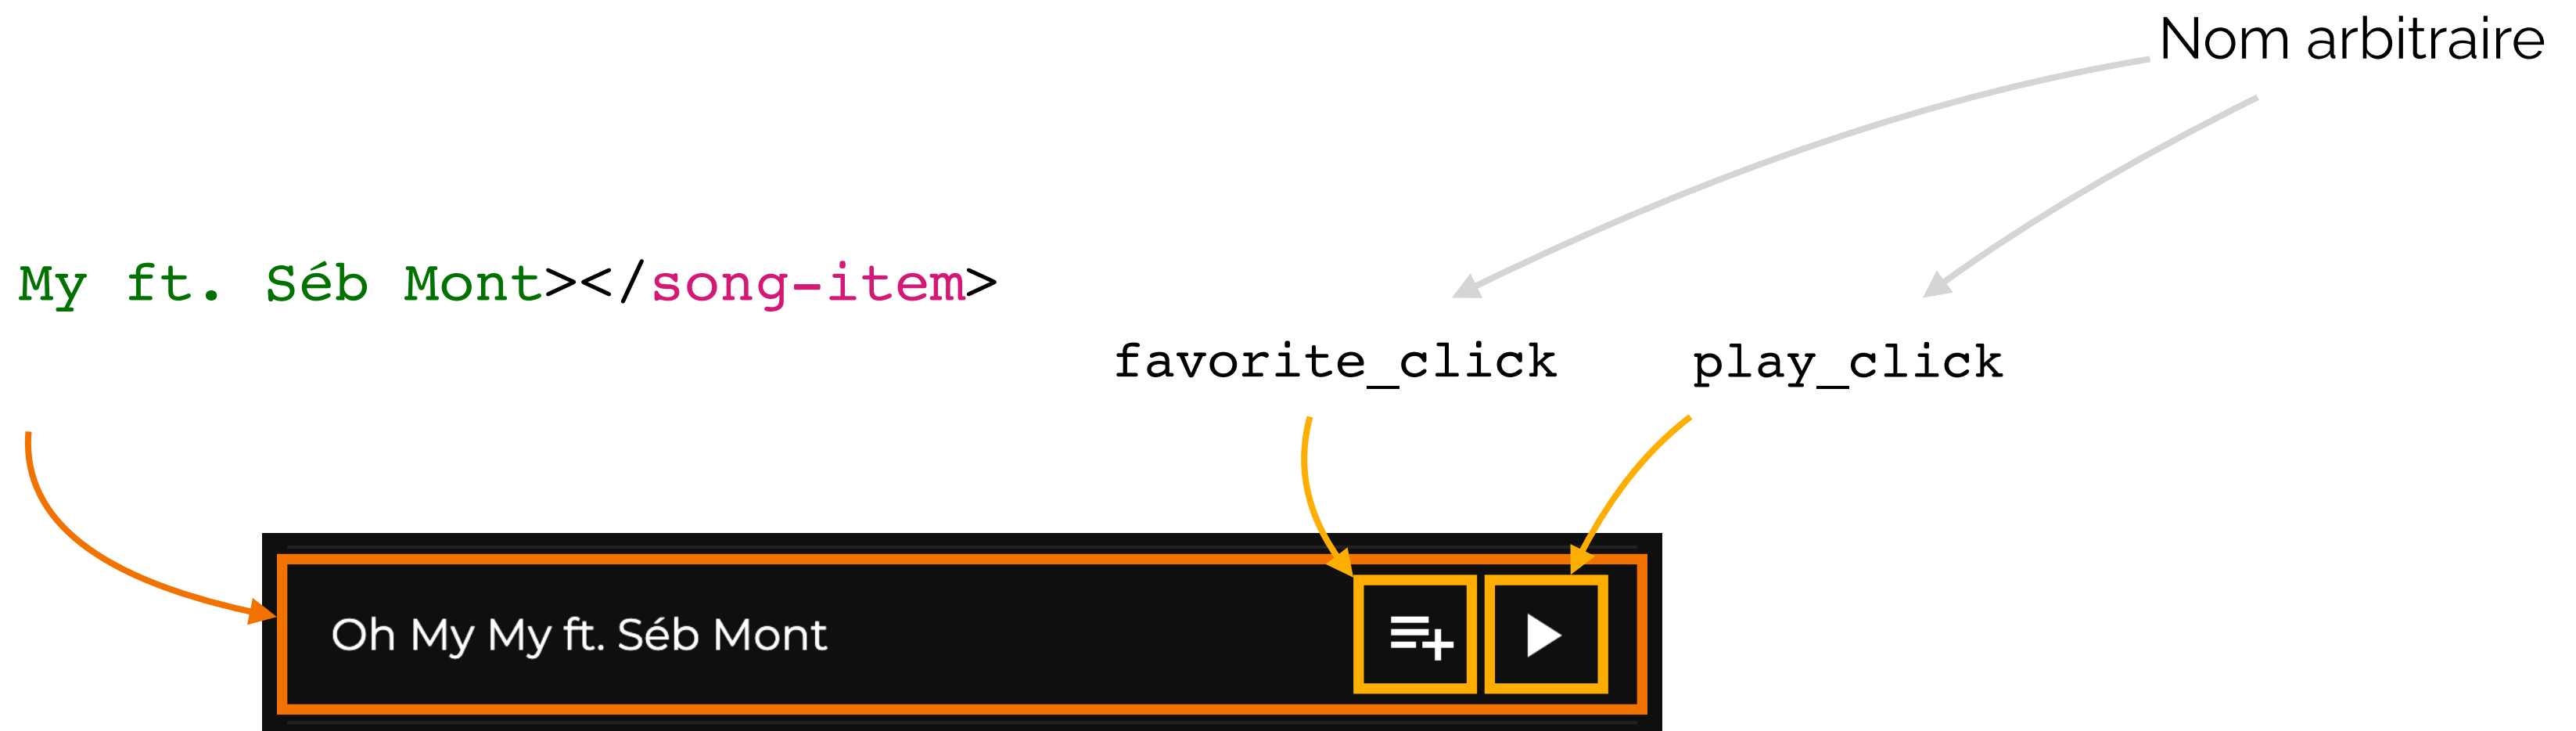 Nom arbitraire
My ft. Séb Mont></song-item>
favorite_click
play_click
Oh My My ft. Séb Mont